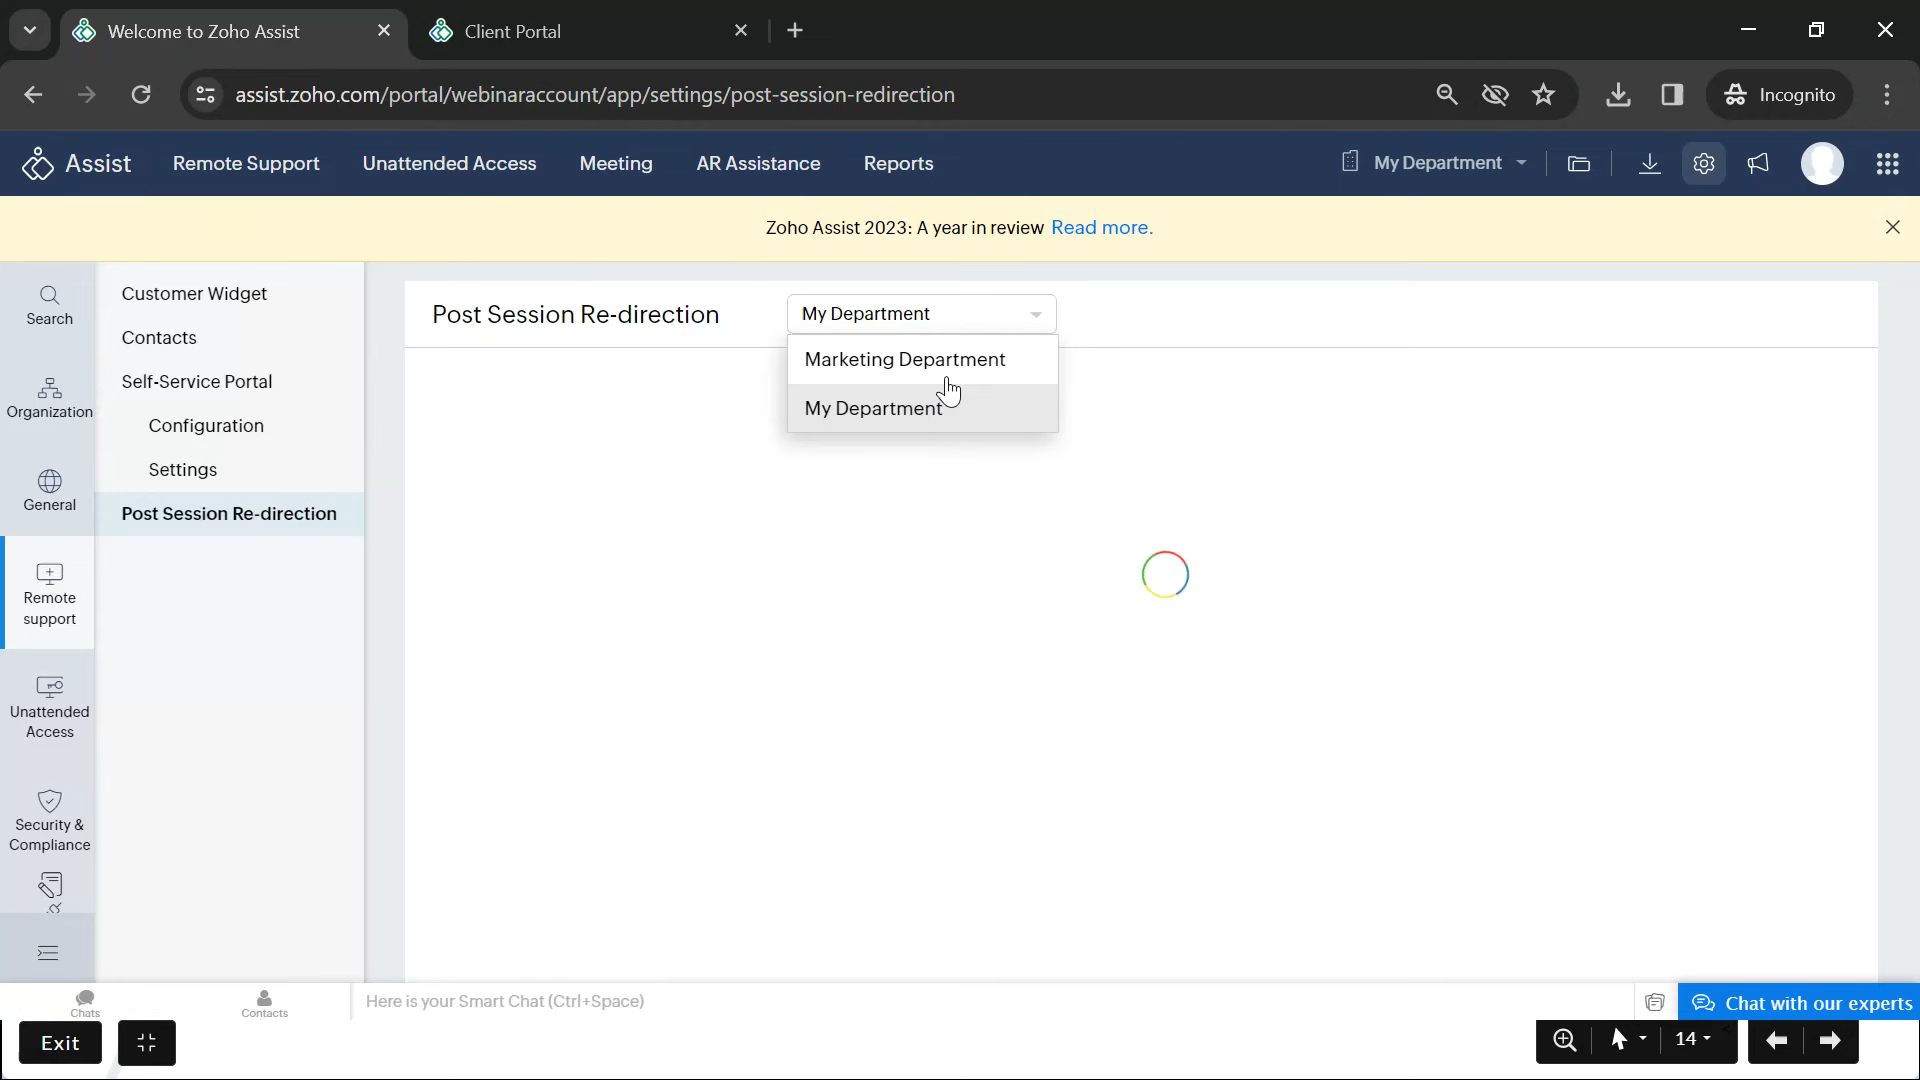 Welcome to Zoho Assist
Client Portal
assist.zoho.com/portal/webinaraccount/app/settings/post-session-redirection
Incognito
Assist
Remote Support
Unattended Access
Meeting
AR Assistance
Reports
My Department
Zoho Assist 2023: A year in review Read more.
Search
Organization
General
Remote
support
Unattended
Access
Security &
Compliance
Customer Widget
Contacts
Self-Service Portal
Configuration
Settings
Post Session Re-direction
Post Session Re-direction
My Department
Marketing Department
My Department
Chats
Contacts
Here is your Smart Chat (Ctrl+Space)
Chat with our experts
Exit
14